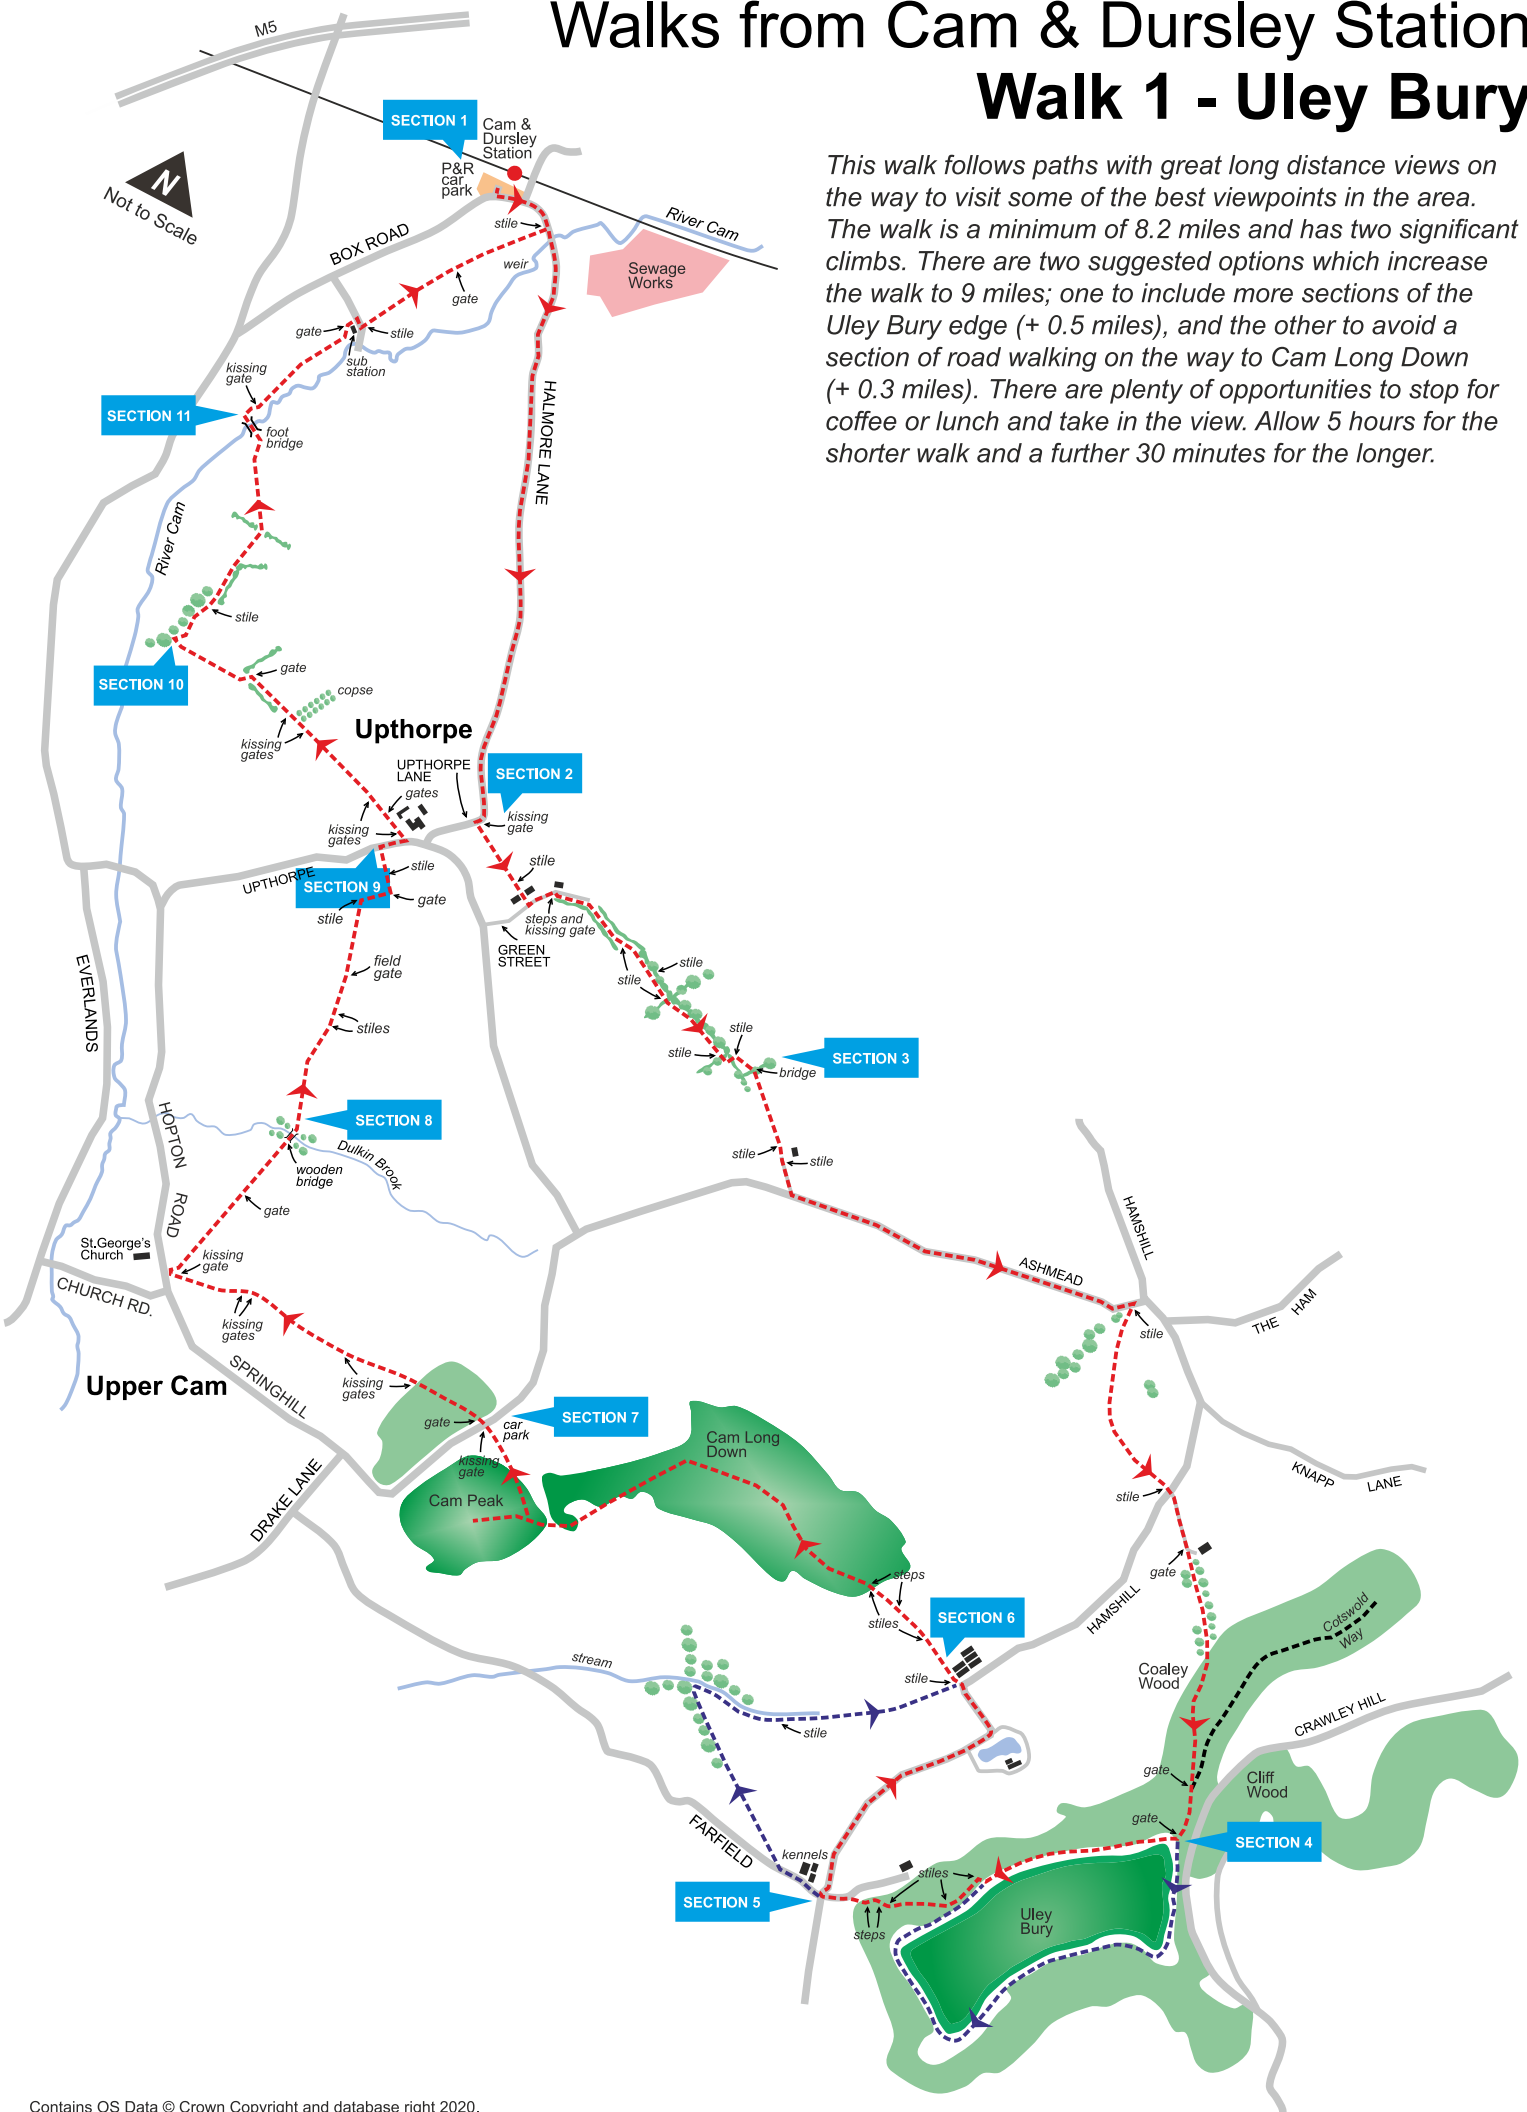 Walks from Cam & Dursley Station
Walk 1 - Uley Bury
This walk follows paths with great long distance views on
the way to visit some of the best viewpoints in the area.
The walk is a minimum of 8.2 miles and has two significant
climbs. There are two suggested options which increase
the walk to 9 miles; one to include more sections of the
Uley Bury edge (+ 0.5 miles), and the other to avoid a
section of road walking on the way to Cam Long Down
(+ 0.3 miles). There are plenty of opportunities to stop for
coffee or lunch and take in the view. Allow 5 hours for the
shorter walk and a further 30 minutes for the longer.
M5
SECTION 1
Cam &
Dursley
Station
P&R
car
park
N
Not to Scale
stile
River Cam
BOX ROAD
weir
Sewage
Works
gate
gate
stile
sub
station
kissing
gate
SECTION 11
foot
bridge
HALMORE LANE
River Cam
stile
gate
SECTION 10
copse
kissing
gates
Upthorpe
UPTHORPE
LANE
SECTION 2
gates
kissing
gate
kissing
gates
stile
stile
UPTHORPE
SECTION 9
gate
stile
steps and
kissing gate
GREEN
STREET
field
gate
stile
stile
EVERLANDS
stiles
stile
stile
SECTION 3
bridge
HOPTON
ROAD
SECTION 8
Dulkin Brook
wooden
bridge
stile
stile
gate
HAMSHILL
St.George's
Church
kissing
gate
CHURCH RD.
ASHMEAD
THE
HAM
kissing
gates
stile
SPRINGHILL
Upper Cam
kissing
gates
gate
car
park
SECTION 7
kissing
gate
Cam Long
Down
Cam Peak
DRAKE LANE
KNAPP
LANE
stile
gate
steps
stiles
SECTION 6
HAMSHILL
Cotswold
Way
stream
stile
Coaley
Wood
CRAWLEY HILL
stile
gate
Cliff
Wood
FARFIELD
gate
SECTION 4
kennels
stiles
SECTION 5
steps
Uley
Bury
Contains OS Data © Crown Copyright and database right 2020.